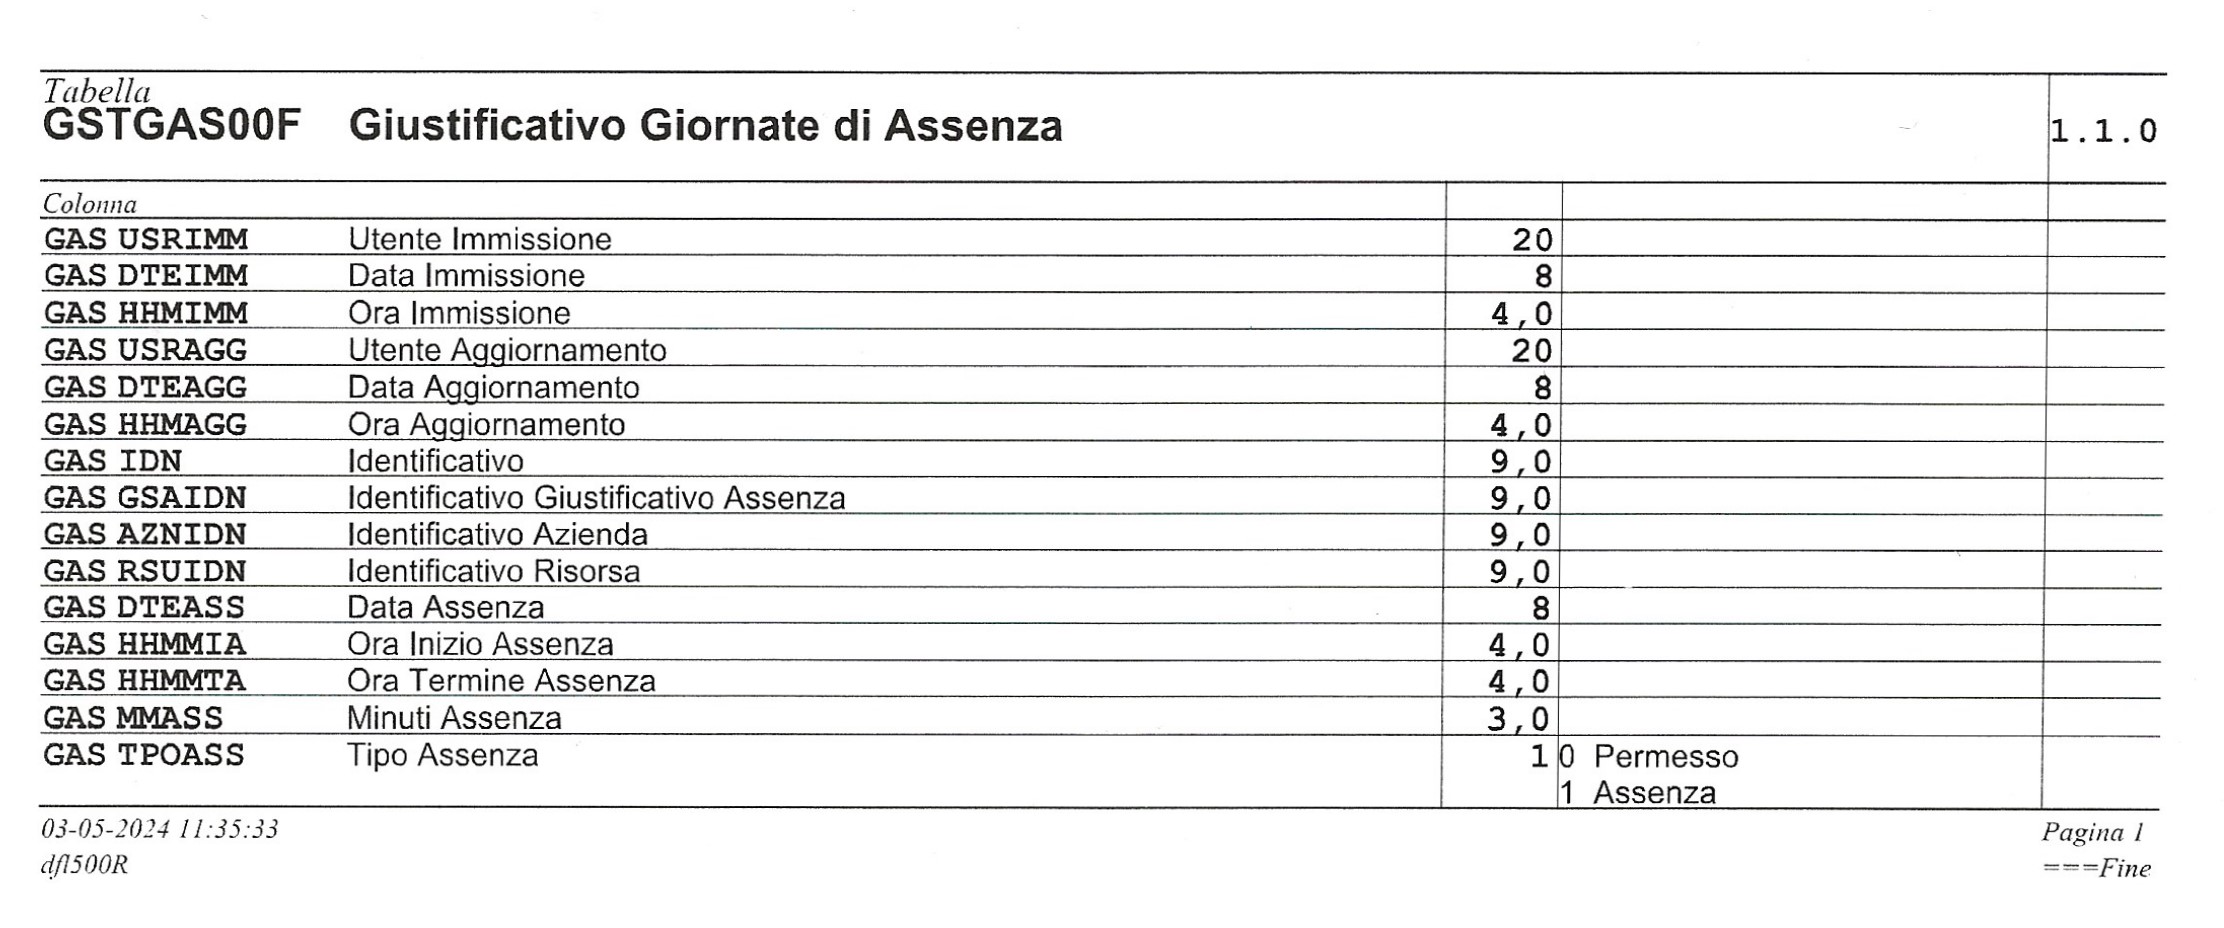 Tabella
GSTGAS00F Giustificativo Giornate di Assenza 1.1.0
Colonna
GAS USRIMM Utente Immissione 20
GAS DTEIMM Data Immissione 8
GAS HHMIMM Ora Immissione 4,0
GAS USRAGG Utente Aggiornamento 20
GAS DTEAGG Data Aggiornamento 8
GAS HHMAGG Ora Aggiornamento 4,0
GAS IDN Identificativo 9,0
GAS GSAIDN Identificativo Giustificativo Assenza 9,0
GAS AZNIDN Identificativo Azienda 9,0
GAS RSUIDN Identificativo Risorsa 9,0
GAS DTEASS Data Assenza 8
GAS HHMMIA Ora Inizio Assenza 4,0
GAS HHMMTA Ora Termine Assenza 4,0
GAS MMASS Minuti Assenza 3,0
GAS TPOASS Tipo Assenza 1 0 Permesso
1 Assenza
03-05-2024 11:35:33 Pagina 1
dfl500R ===Fine